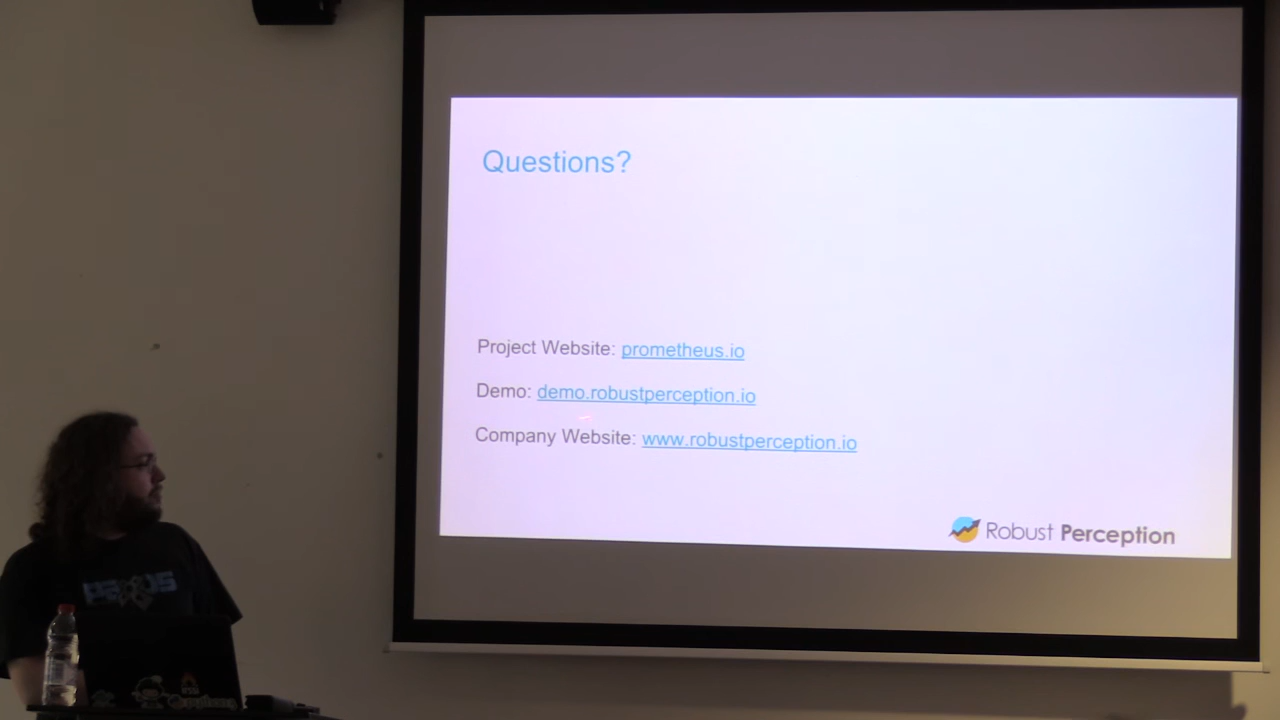 Questions?
Project Website: prometheus.io
Demo: demo.robustperception.io
Company Website: www.robustperception.io
Robust Perception